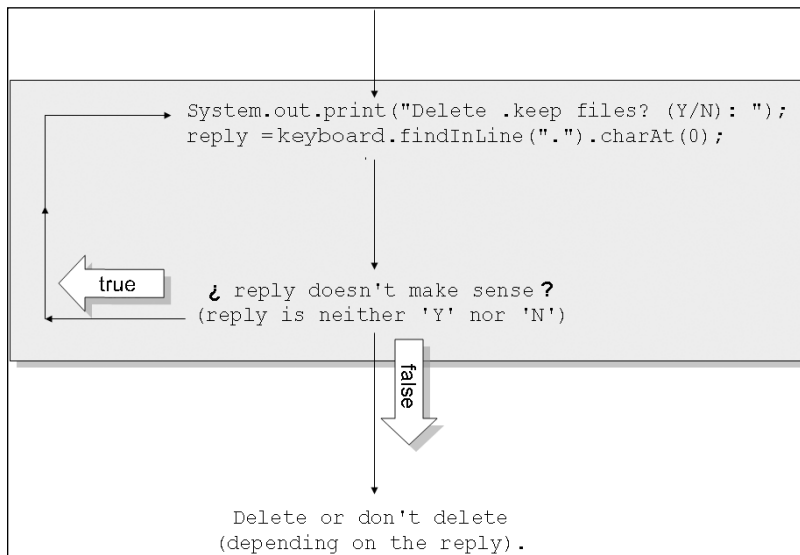 System.out.print("Delete .keep files? (Y/N): ");
reply =keyboard.findInLine(".").charAt(0);
true
¿ reply doesn't make sense ?
(reply is neither 'Y' nor 'N')
false
Delete or don't delete
(depending on the reply).